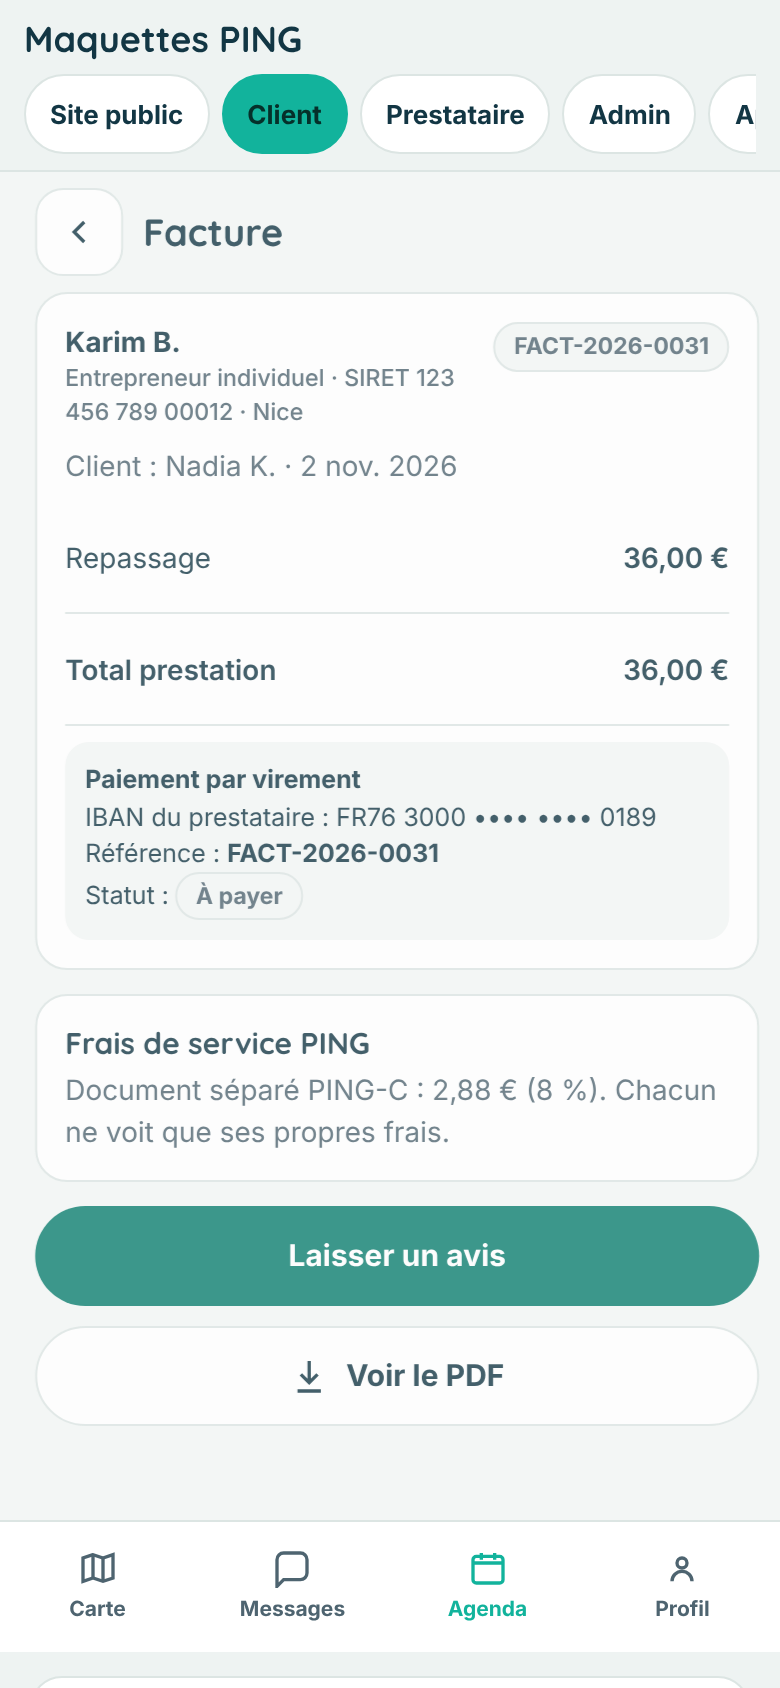 Maquettes PING
Site public
Client
Prestataire
Admin
Facture
Karim B.
FACT-2026-0031
Entrepreneur individuel · SIRET 123
456 789 00012 · Nice
Client : Nadia K. · 2 nov. 2026
Repassage 36,00 €
Total prestation 36,00 €
Paiement par virement
IBAN du prestataire : FR76 3000 •••• •••• 0189
Référence : FACT-2026-0031
Statut : À payer
Frais de service PING
Document séparé PING-C : 2,88 € (8 %). Chacun
ne voit que ses propres frais.
Laisser un avis
Voir le PDF
Carte
Messages
Agenda
Profil